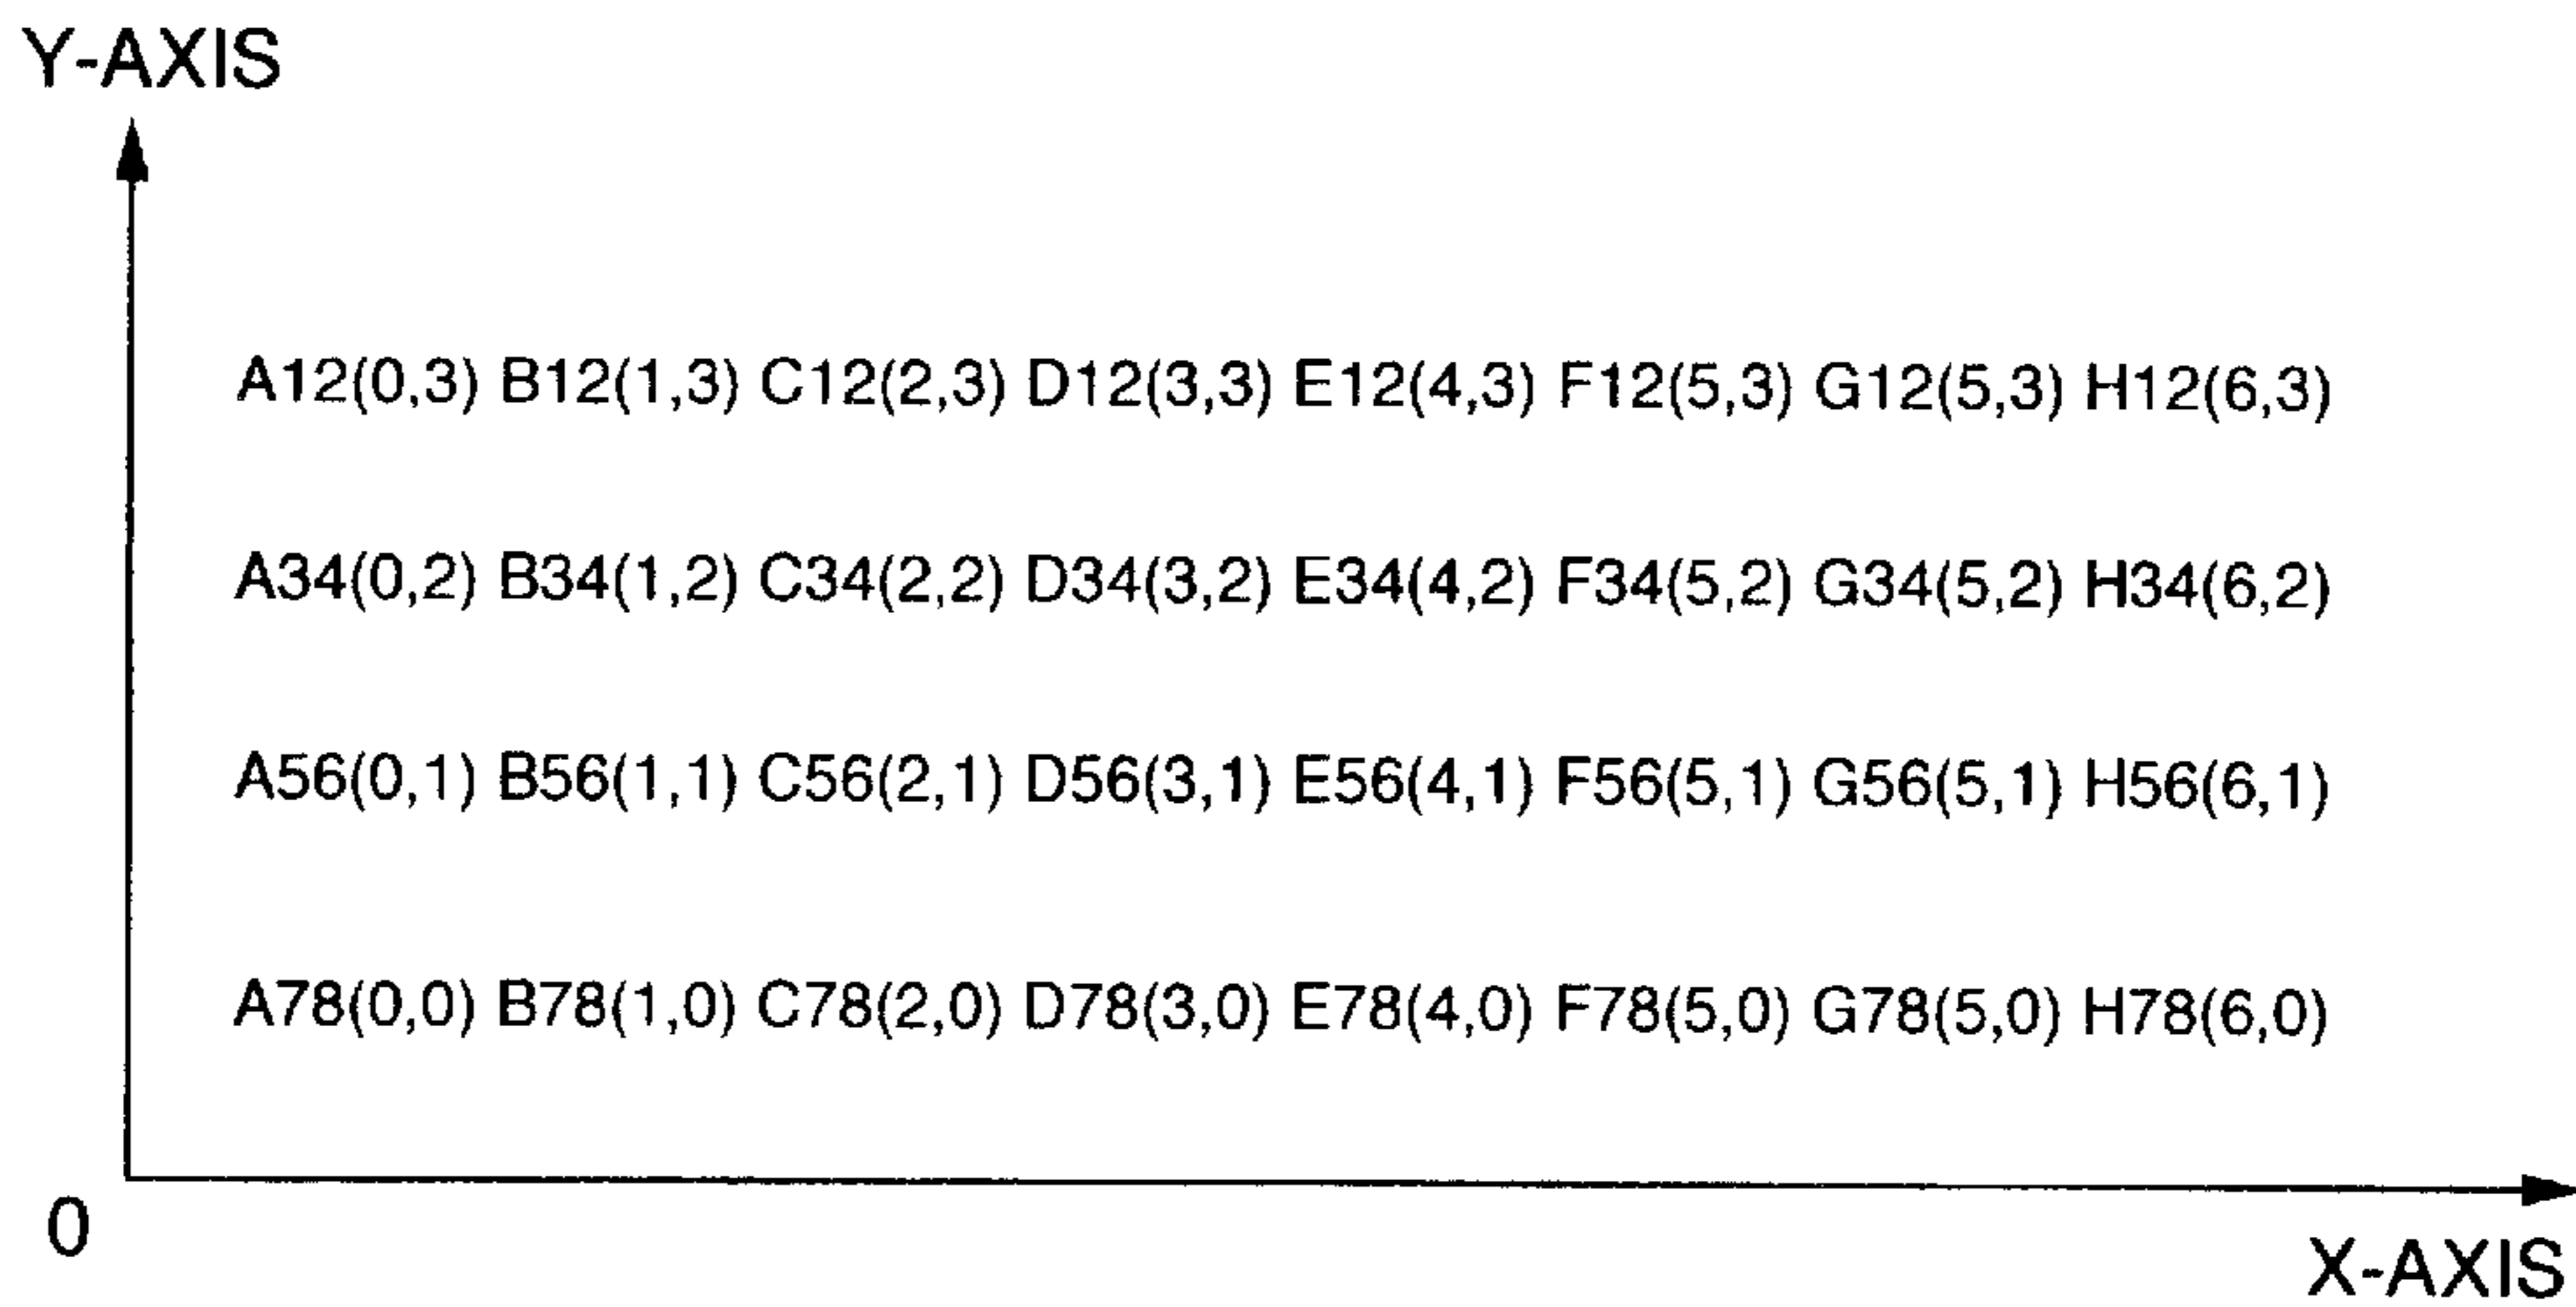 Y-AXIS
A12(0,3) B12(1,3) C12(2,3) D12(3,3) E12(4,3) F12(5,3) G12(5,3) H12(6,3)
A34(0,2) B34(1,2) C34(2,2) D34(3,2) E34(4,2) F34(5,2) G34(5,2) H34(6,2)
A56(0,1) B56(1,1) C56(2,1) D56(3,1) E56(4,1) F56(5,1) G56(5,1) H56(6,1)
A78(0,0) B78(1,0) C78(2,0) D78(3,0) E78(4,0) F78(5,0) G78(5,0) H78(6,0)
0
X-AXIS